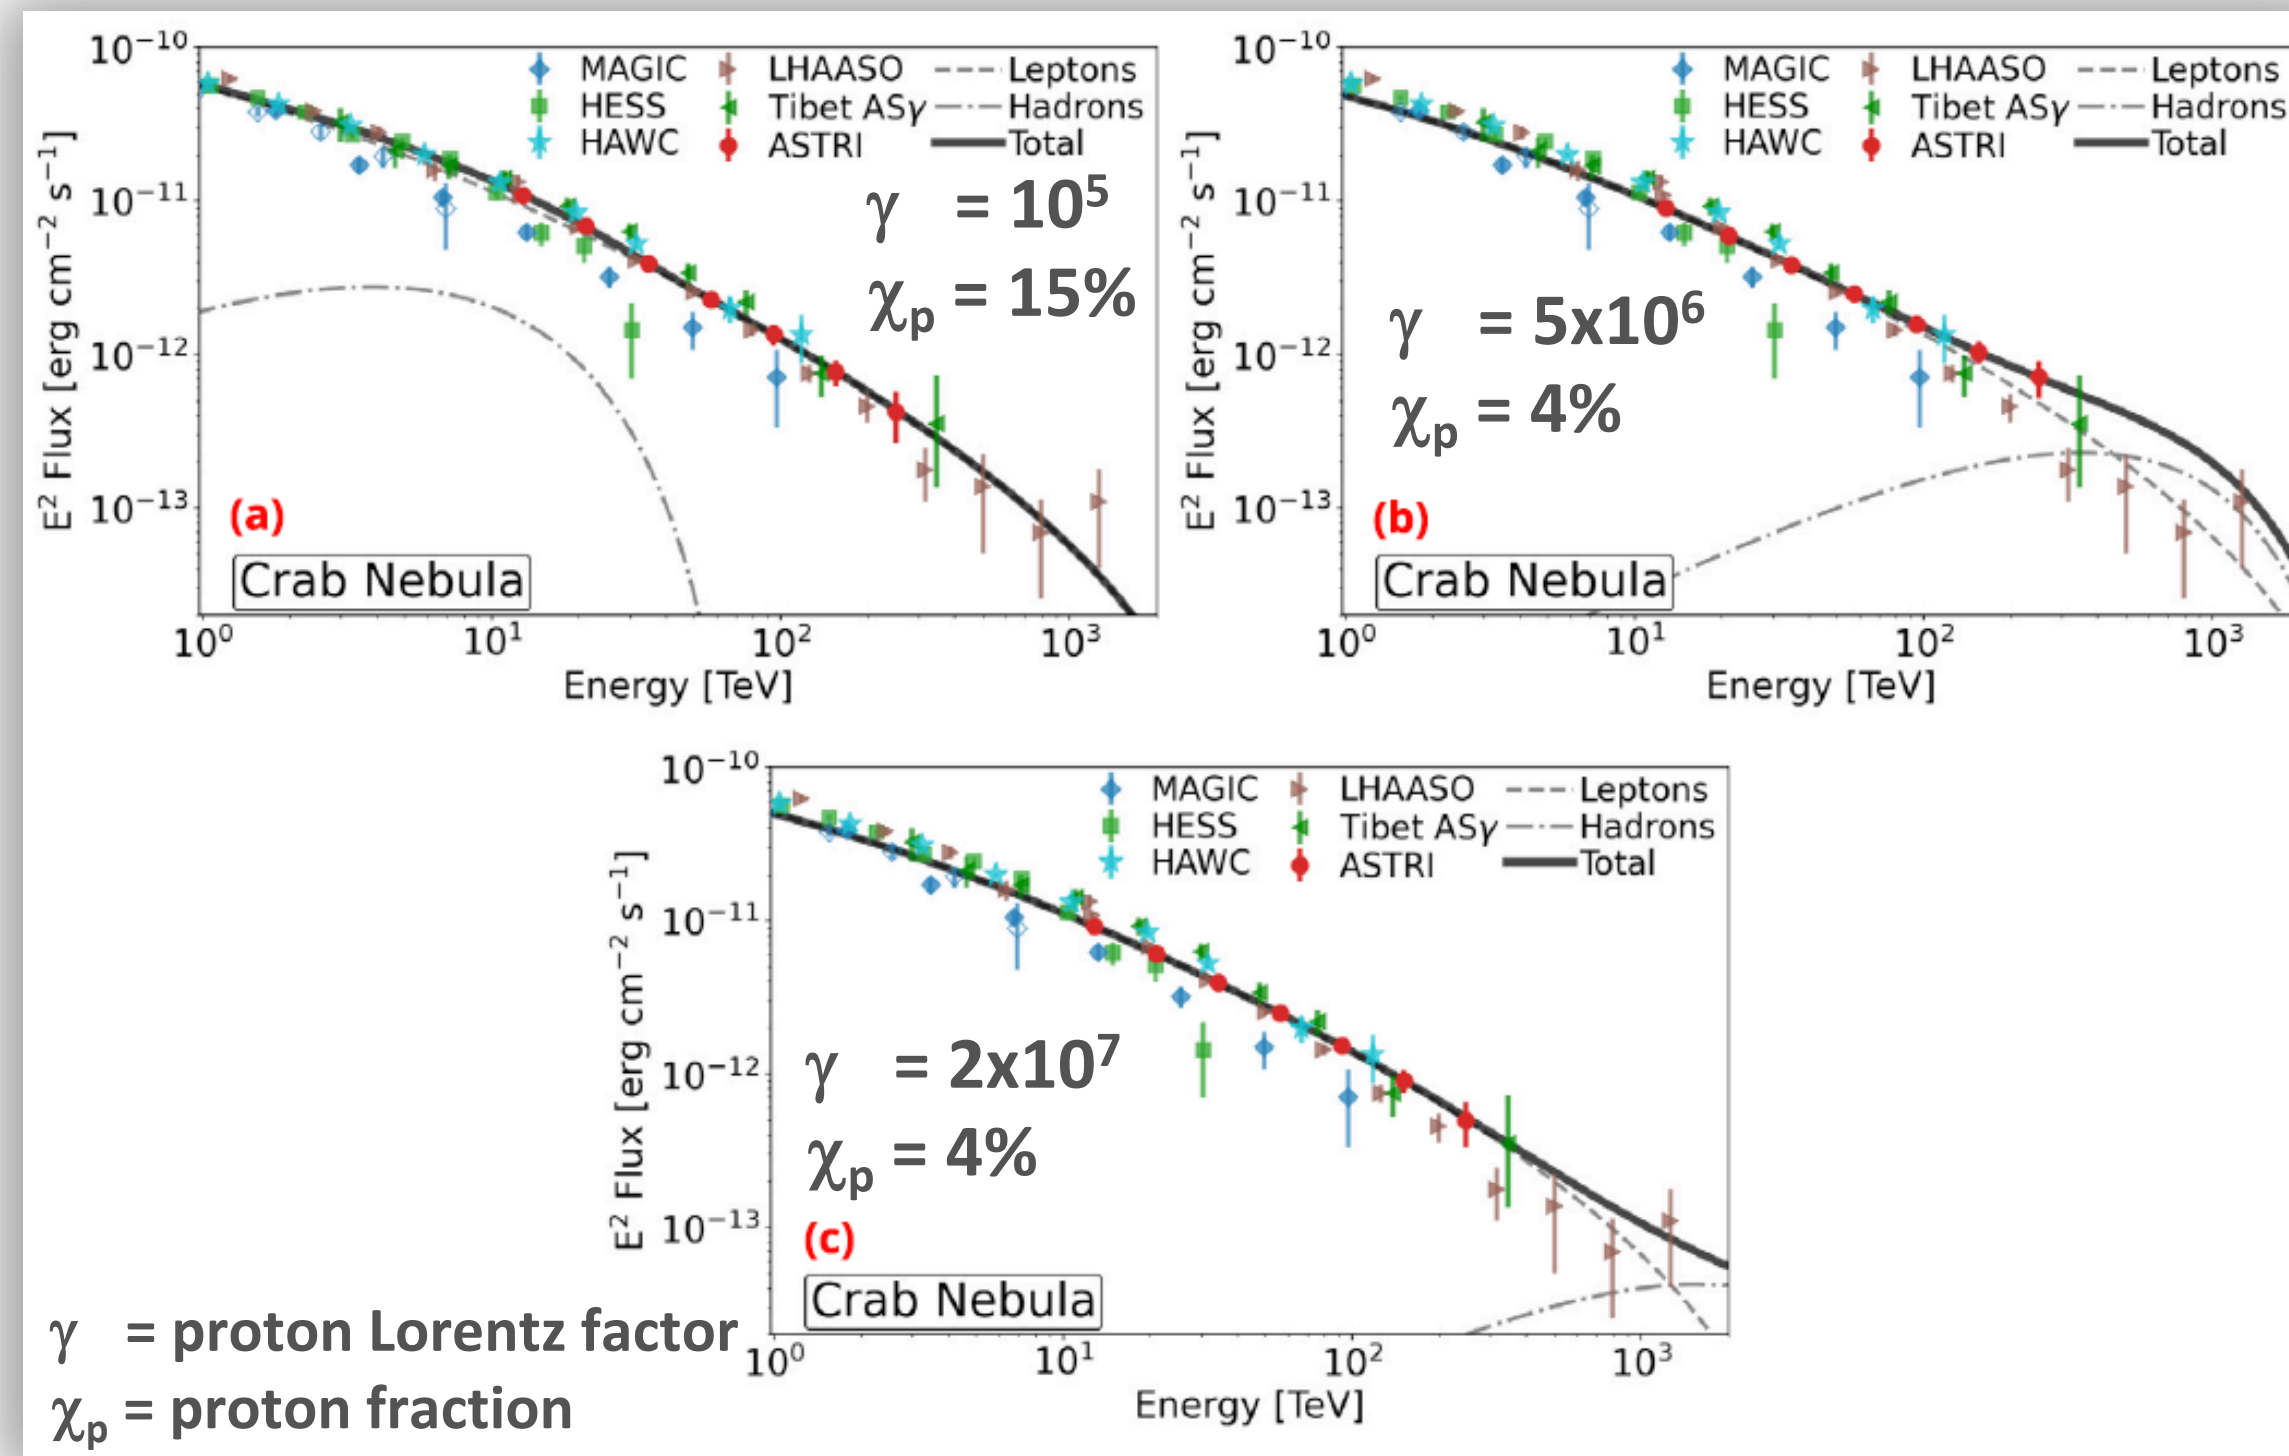 10⁻¹⁰
10⁻¹¹
10⁻¹²
10⁻¹³
E² Flux [erg cm⁻² s⁻¹]
MAGIC LHAASO Leptons
HESS Tibet ASγ Hadrons
HAWC ASTRI Total
γ = 10⁵
χₚ = 15%
(a)
Crab Nebula
10⁰ 10¹ 10² 10³
Energy [TeV]
10⁻¹⁰
10⁻¹¹
10⁻¹²
10⁻¹³
E² Flux [erg cm⁻² s⁻¹]
MAGIC LHAASO Leptons
HESS Tibet ASγ Hadrons
HAWC ASTRI Total
γ = 5x10⁶
χₚ = 4%
(b)
Crab Nebula
10⁰ 10¹ 10² 10³
Energy [TeV]
10⁻¹⁰
10⁻¹¹
10⁻¹²
10⁻¹³
E² Flux [erg cm⁻² s⁻¹]
MAGIC LHAASO Leptons
HESS Tibet ASγ Hadrons
HAWC ASTRI Total
γ = 2x10⁷
χₚ = 4%
(c)
Crab Nebula
10⁰ 10¹ 10² 10³
Energy [TeV]
γ = proton Lorentz factor
χₚ = proton fraction